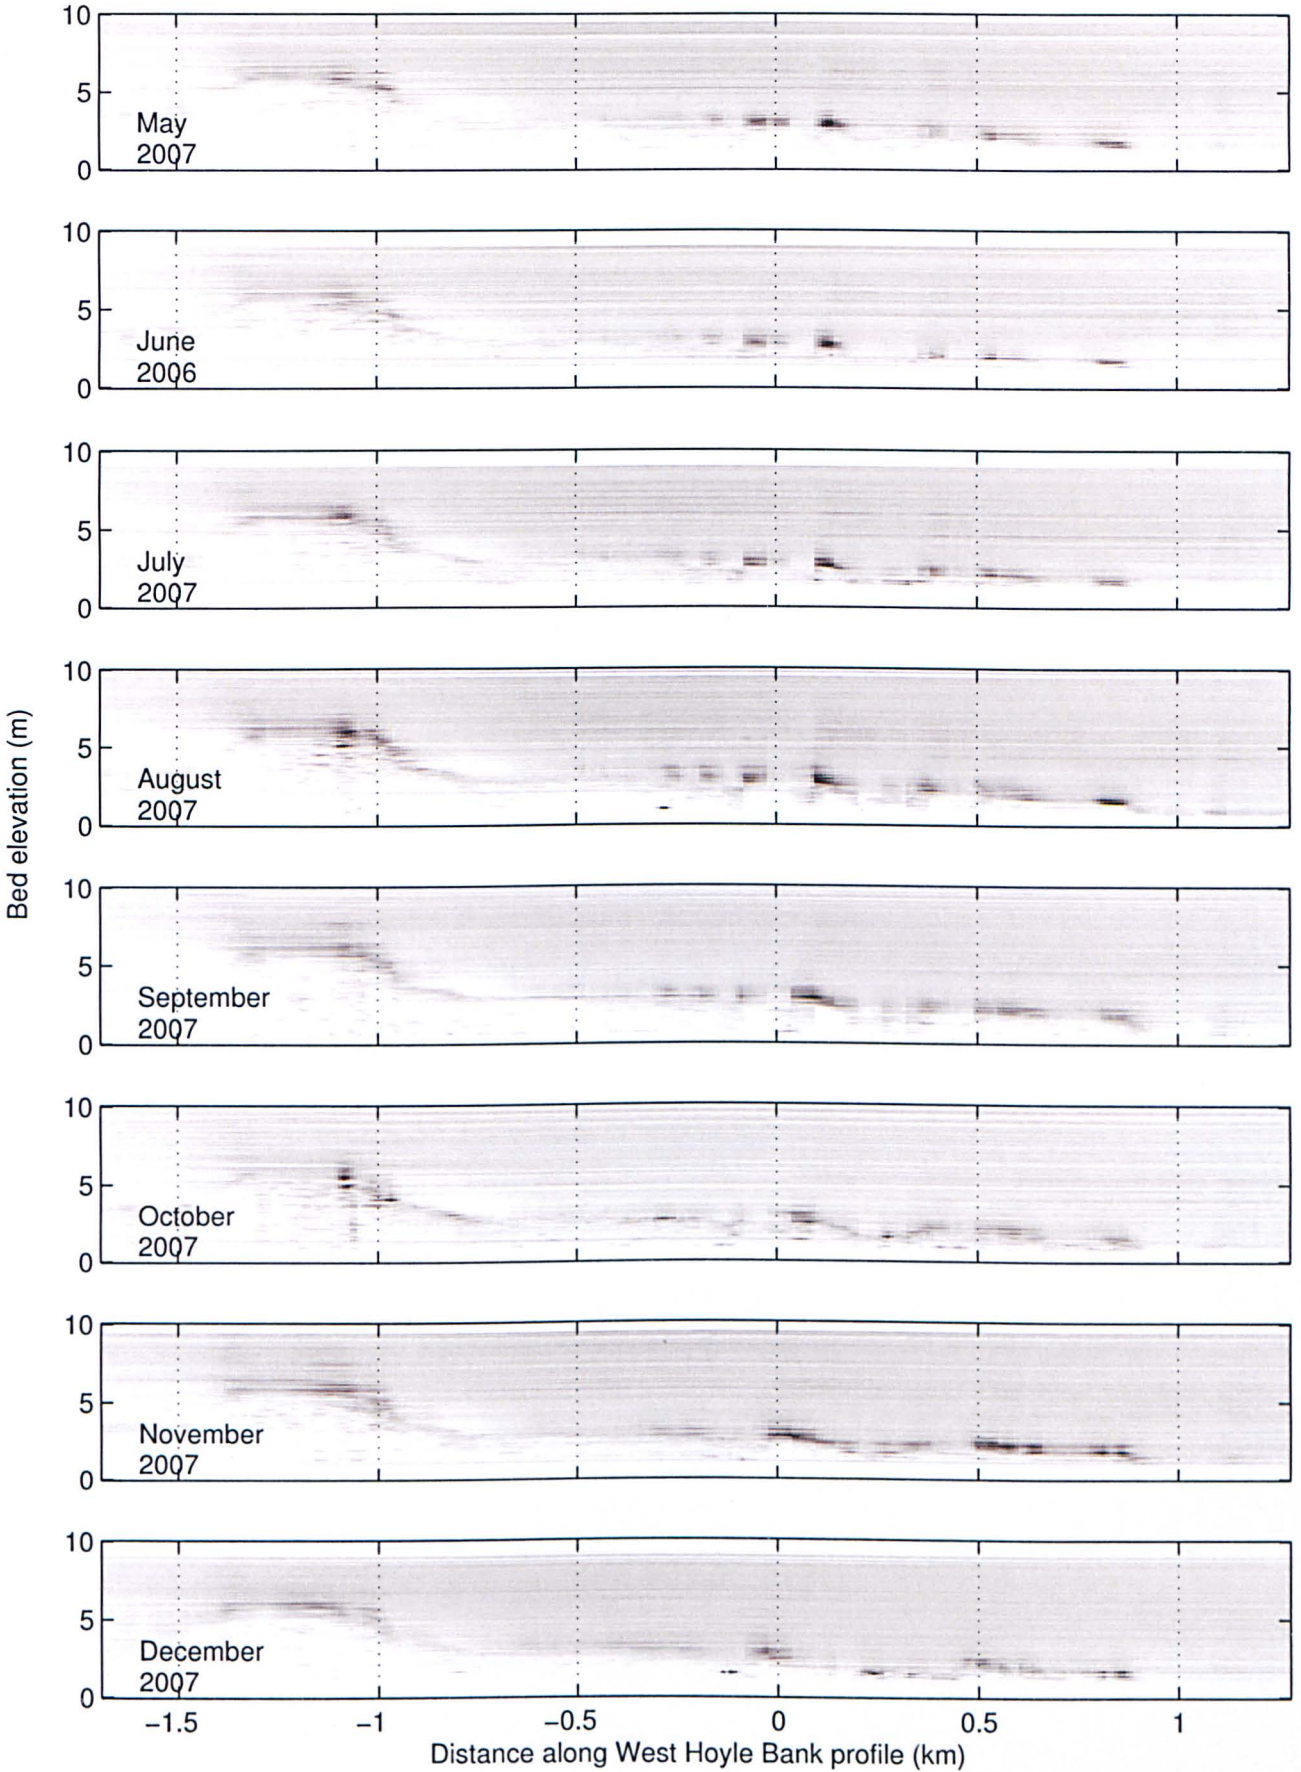 10
5
May
2007
0
10
5
June
2006
0
10
5
July
2007
0
10
5
August
2007
0
Bed elevation (m)
10
5
September
2007
0
10
5
October
2007
0
10
5
November
2007
0
10
5
December
2007
0
−1.5 −1 −0.5 0 0.5 1
Distance along West Hoyle Bank profile (km)